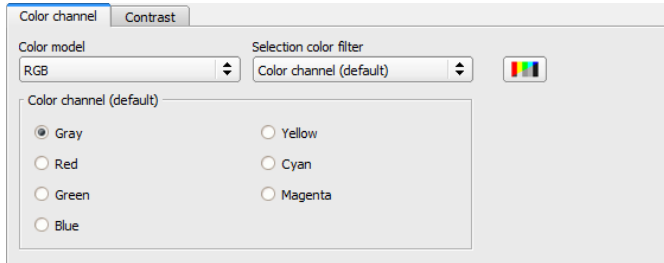 Color channel Contrast
Color model Selection color filter
RGB Color channel (default)
Color channel (default)
Gray Yellow
Red Cyan
Green Magenta
Blue